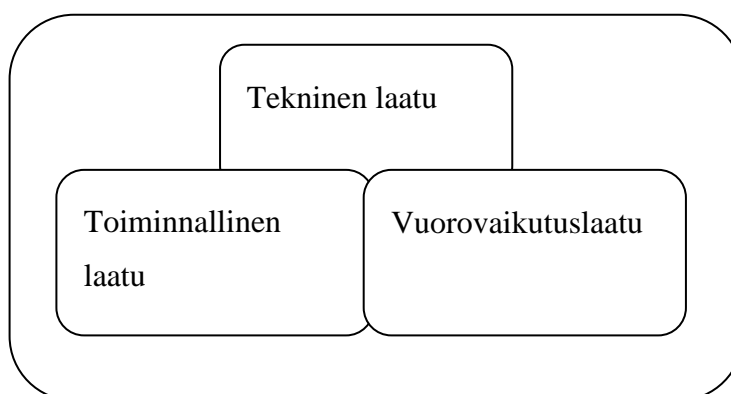 Tekninen laatu
Toiminnallinen
laatu
Vuorovaikutuslaatu